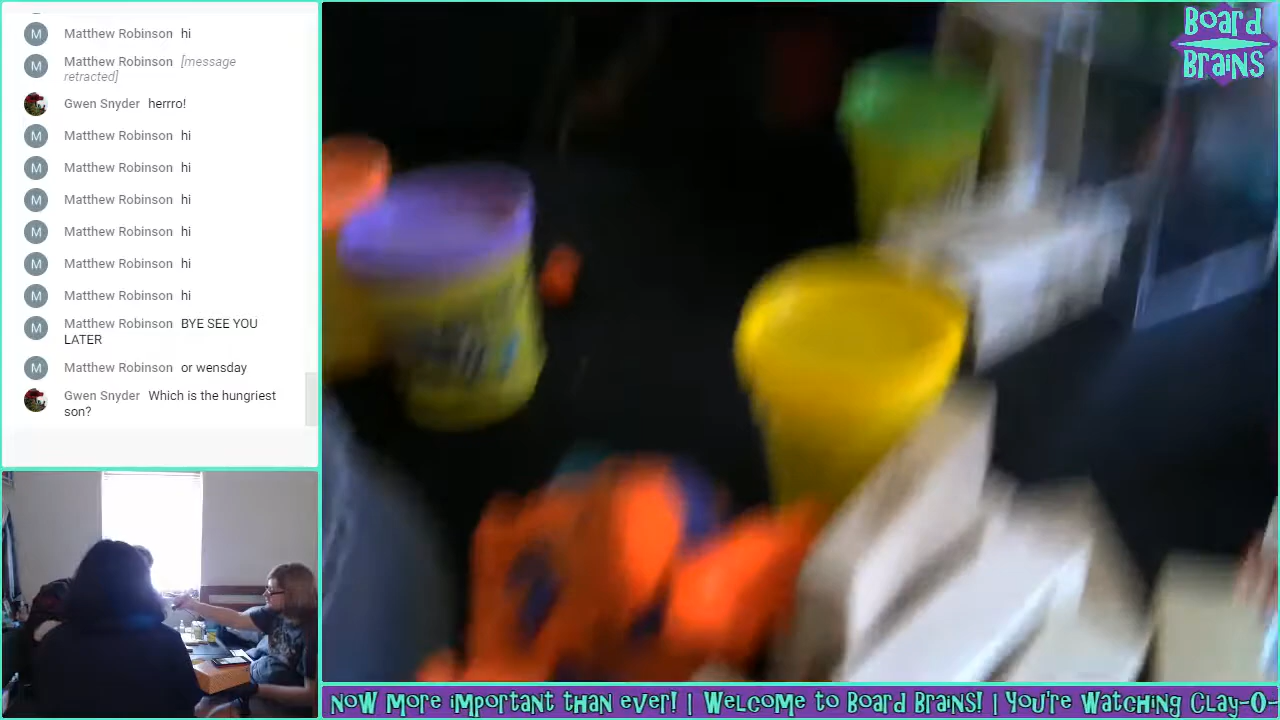 Matthew Robinson hi
Matthew Robinson [message
retracted]
Gwen Snyder herrro!
Matthew Robinson hi
Matthew Robinson hi
Matthew Robinson hi
Matthew Robinson hi
Matthew Robinson hi
Matthew Robinson hi
Matthew Robinson BYE SEE YOU
LATER
Matthew Robinson or wensday
Gwen Snyder Which is the hungriest
son?
M
M
M
M
M
M
M
M
M
M
Board
Brains
Now More important than ever! | Welcome to Board Brains! | You're Watching Clay-O-